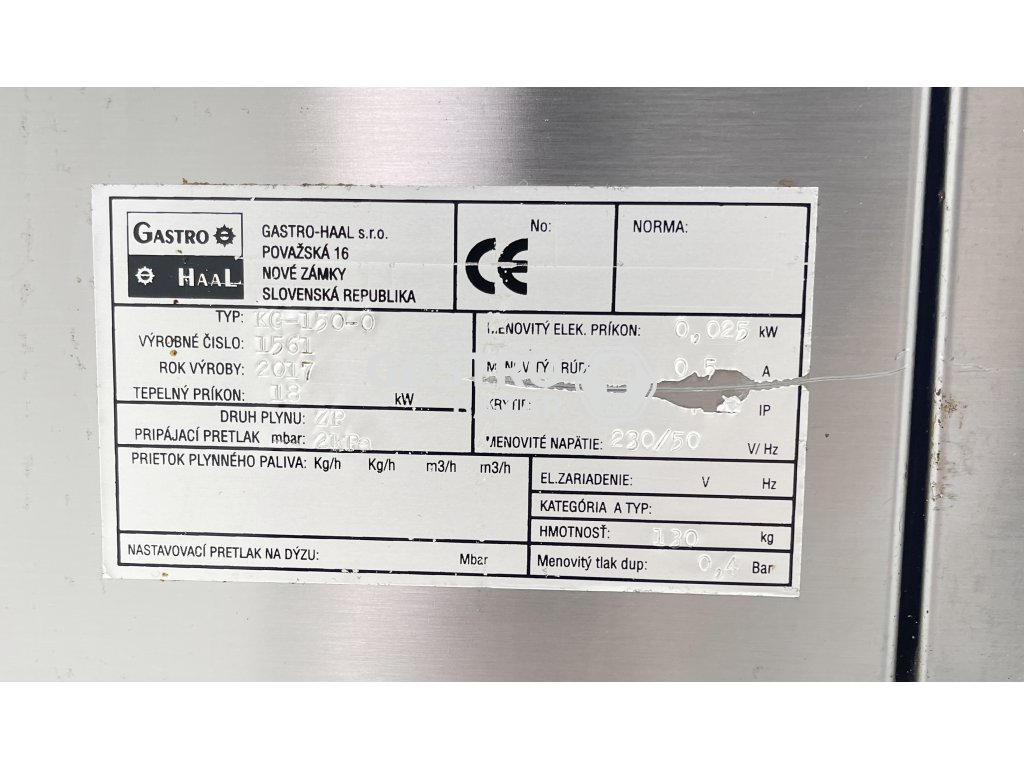 GASTRO
HAAL
GASTRO-HAAL s.r.o.
POVAŽSKÁ 16
NOVÉ ZÁMKY
SLOVENSKÁ REPUBLIKA
CE
No:
NORMA:
TYP: KG-150-0
VÝROBNÉ ČISLO: 1561
ROK VÝROBY: 2017
TEPELNÝ PRÍKON: 18 kW
DRUH PLYNU: ZP
PRIPÁJACÍ PRETLAK mbar: 2kPa
MENOVITÝ ELEK. PRÍKON: 0,025 kW
0,5 A
KRYTIE: IP
MENOVITÉ NAPÄTIE: 230/50 V/ Hz
PRIETOK PLYNNÉHO PALIVA: Kg/h Kg/h m3/h m3/h
EL.ZARIADENIE: V Hz
KATEGÓRIA A TYP:
HMOTNOSŤ: 130 kg
NASTAVOVACÍ PRETLAK NA DÝZU: Mbar
Menovitý tlak dup: 0,4 Bar